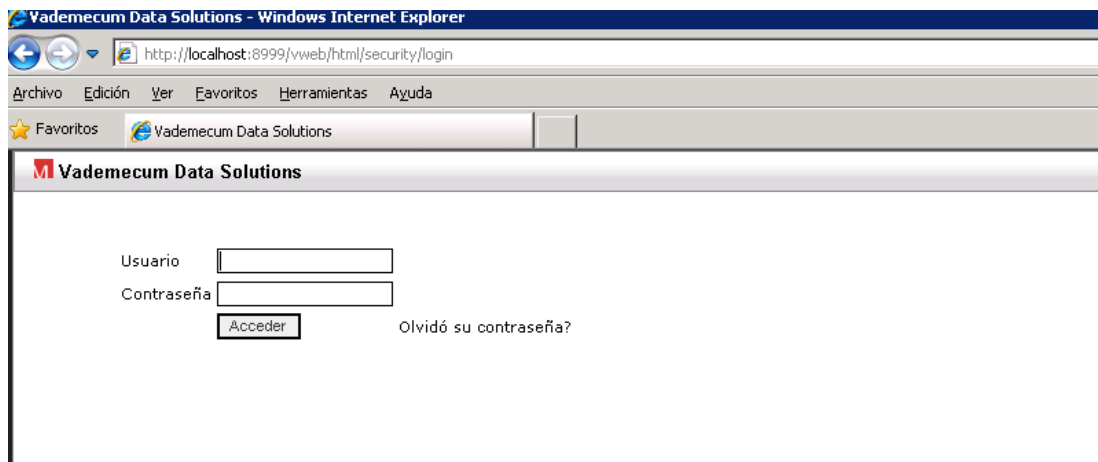 Vademecum Data Solutions - Windows Internet Explorer
http://localhost:8999/vweb/html/security/login
Archivo Edición Ver Favoritos Herramientas Ayuda
Favoritos Vademecum Data Solutions
Vademecum Data Solutions
Usuario
Contraseña
Acceder Olvidó su contraseña?